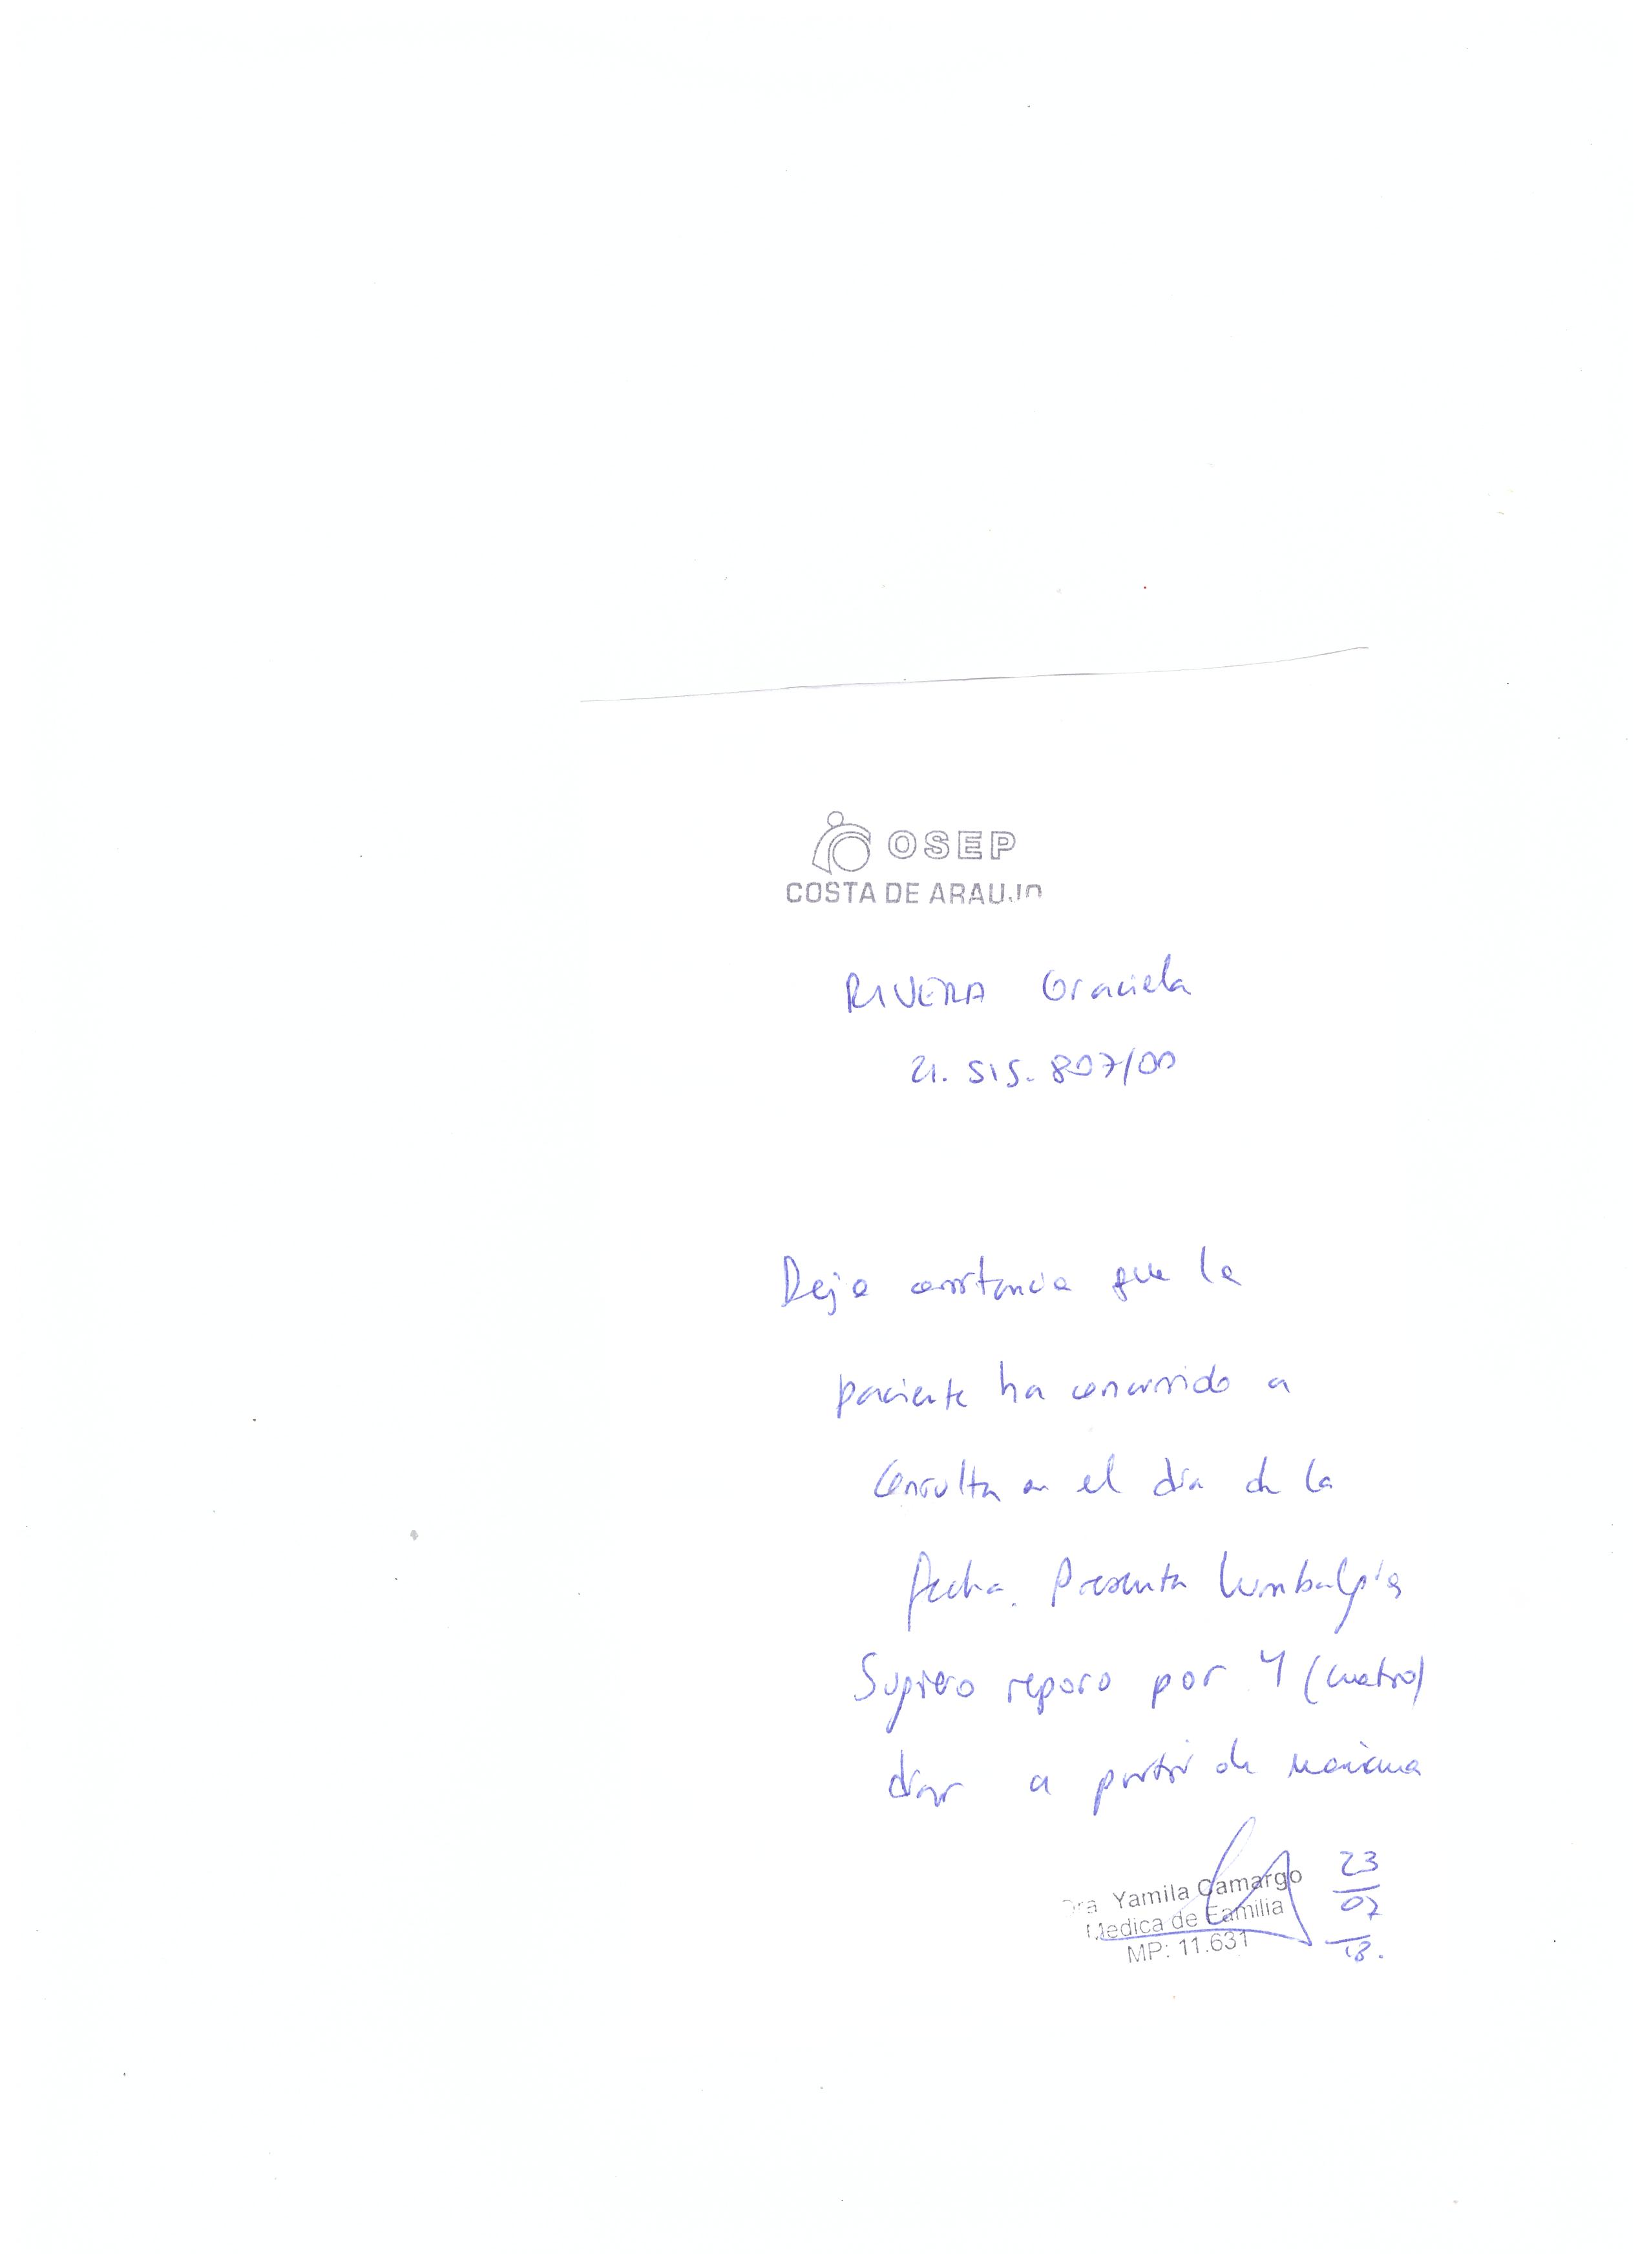 OSEP
COSTA DE ARAUJO
RIVERA Graciela
21.515.807/00
Dejo constancia que la
paciente ha concurrido a
consulta en el día de la
fecha. Presenta lumbalgia
Sugiero reposo por 4 (cuatro)
días a partir de mañana
Dra Yamila Camargo
Medica de Familia
MP: 11.631
23
07
18.